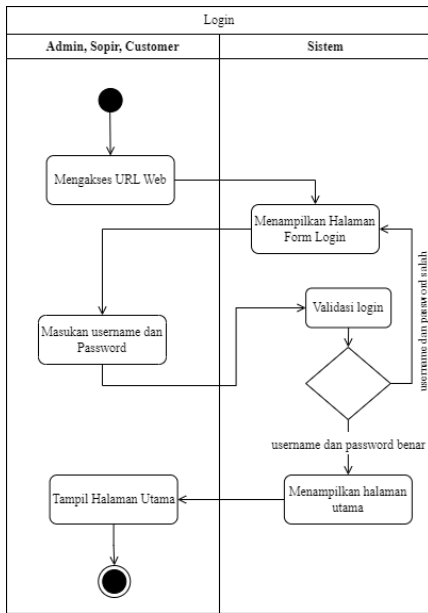 Login
Admin, Sopir, Customer
Sistem
Mengakses URL Web
Menampilkan Halaman
Form Login
Masukan username dan
Password
Validasi login
username dan password salah
username dan password benar
Tampil Halaman Utama
Menampilkan halaman
utama